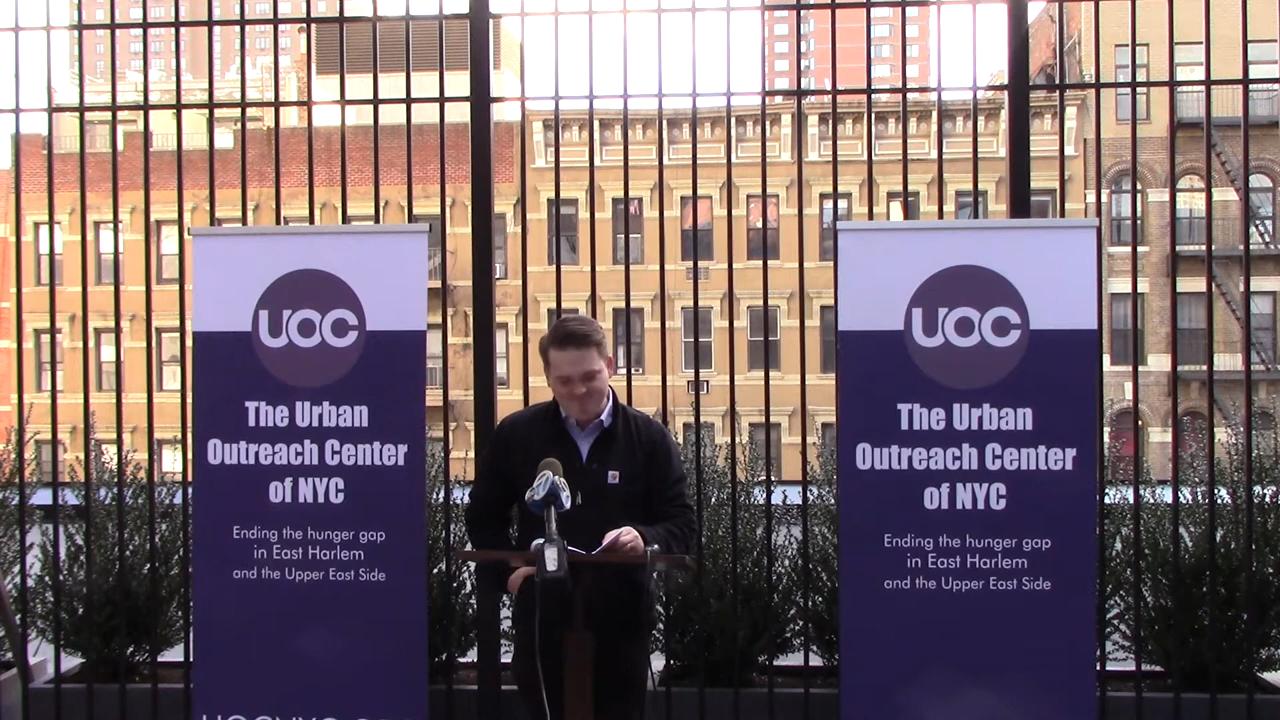 UOC
The Urban
Outreach Center
of NYC
Ending the hunger gap
in East Harlem
and the Upper East Side
UOC
The Urban
Outreach Center
of NYC
Ending the hunger gap
in East Harlem
and the Upper East Side